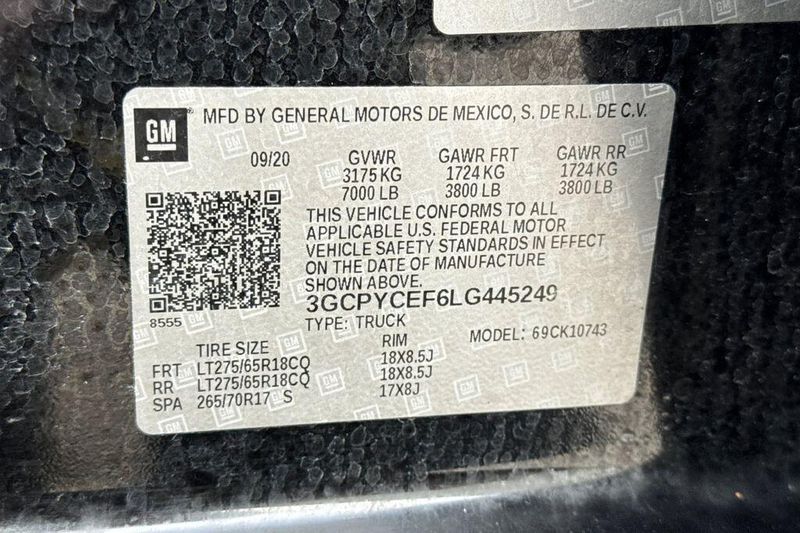 GM® MFD BY GENERAL MOTORS DE MEXICO, S. DE R.L. DE C.V.
09/20 GVWR GAWR FRT GAWR RR
3175 KG 1724 KG 1724 KG
7000 LB 3800 LB 3800 LB
THIS VEHICLE CONFORMS TO ALL
APPLICABLE U.S. FEDERAL MOTOR
VEHICLE SAFETY STANDARDS IN EFFECT
ON THE DATE OF MANUFACTURE
SHOWN ABOVE.
8555 3GCPYCEF6LG445249
TYPE: TRUCK MODEL: 69CK10743
TIRE SIZE RIM
FRT LT275/65R18CQ 18X8.5J
RR LT275/65R18CQ 18X8.5J
SPA 265/70R17 S 17X8J